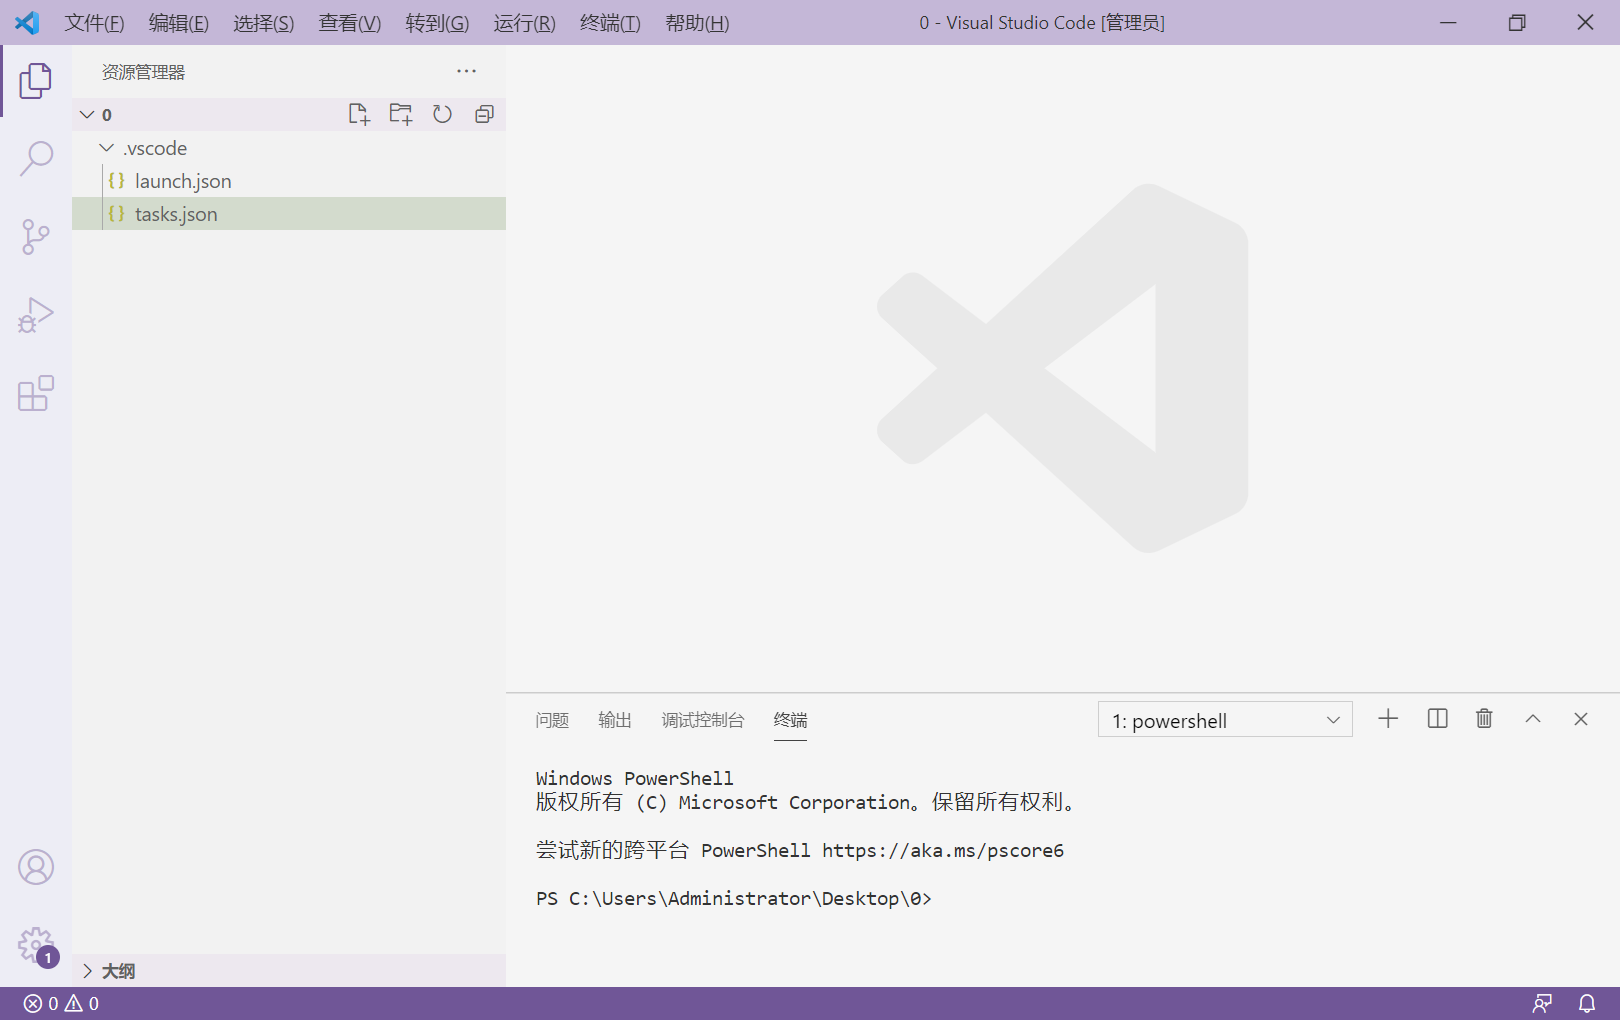 文件(F) 编辑(E) 选择(S) 查看(V) 转到(G) 运行(R) 终端(T) 帮助(H) 0 - Visual Studio Code [管理员]
资源管理器
0
.vscode
{} launch.json
{} tasks.json
问题 输出 调试控制台 终端 1: powershell
Windows PowerShell
版权所有 (C) Microsoft Corporation。保留所有权利。
尝试新的跨平台 PowerShell https://aka.ms/pscore6
PS C:\Users\Administrator\Desktop\0>
1
大纲
0 0